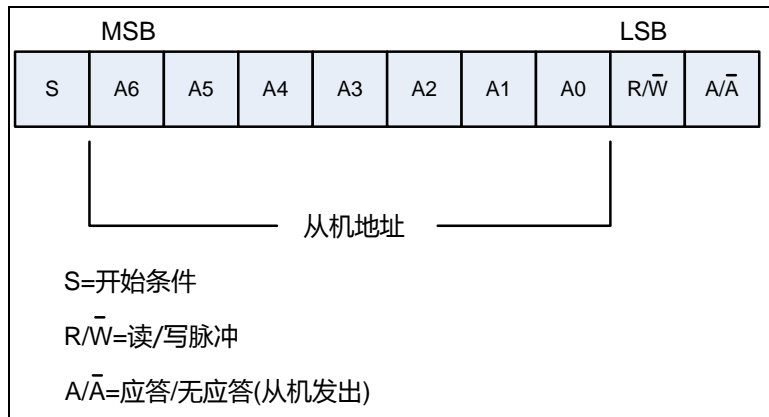 MSB LSB
S A6 A5 A4 A3 A2 A1 A0 R/W̅ A/A̅
从机地址
S=开始条件
R/W̅=读/写脉冲
A/A̅=应答/无应答(从机发出)